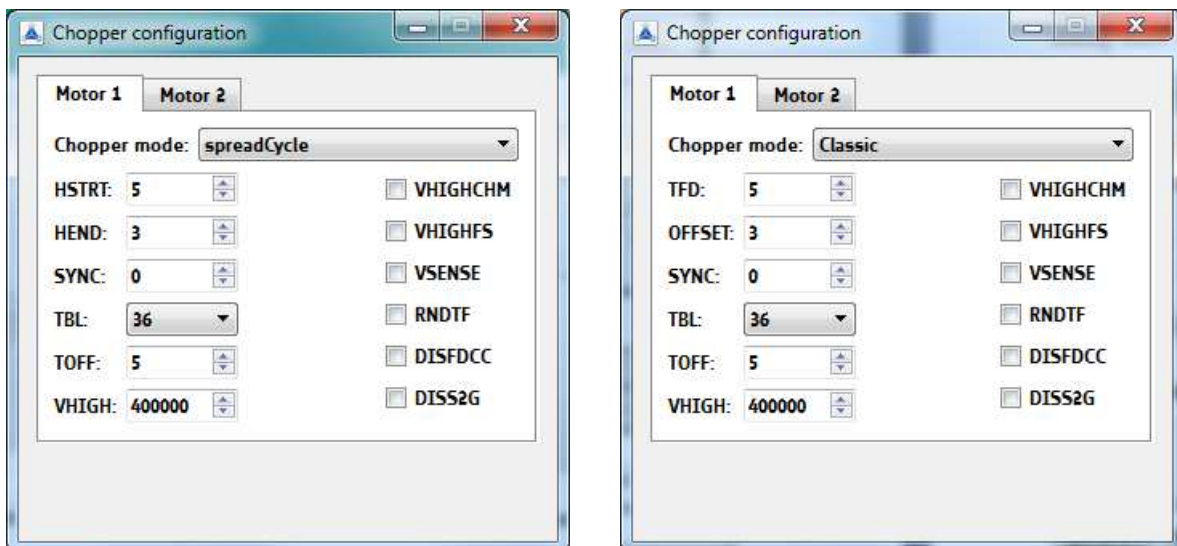 Chopper configuration
Motor 1 Motor 2
Chopper mode: spreadCycle
HSTRT: 5 VHIGHCHM
HEND: 3 VHIGHFS
SYNC: 0 VSENSE
TBL: 36 RNDTF
TOFF: 5 DISFDCC
VHIGH: 400000 DISS2G
Chopper configuration
Motor 1 Motor 2
Chopper mode: Classic
TFD: 5 VHIGHCHM
OFFSET: 3 VHIGHFS
SYNC: 0 VSENSE
TBL: 36 RNDTF
TOFF: 5 DISFDCC
VHIGH: 400000 DISS2G